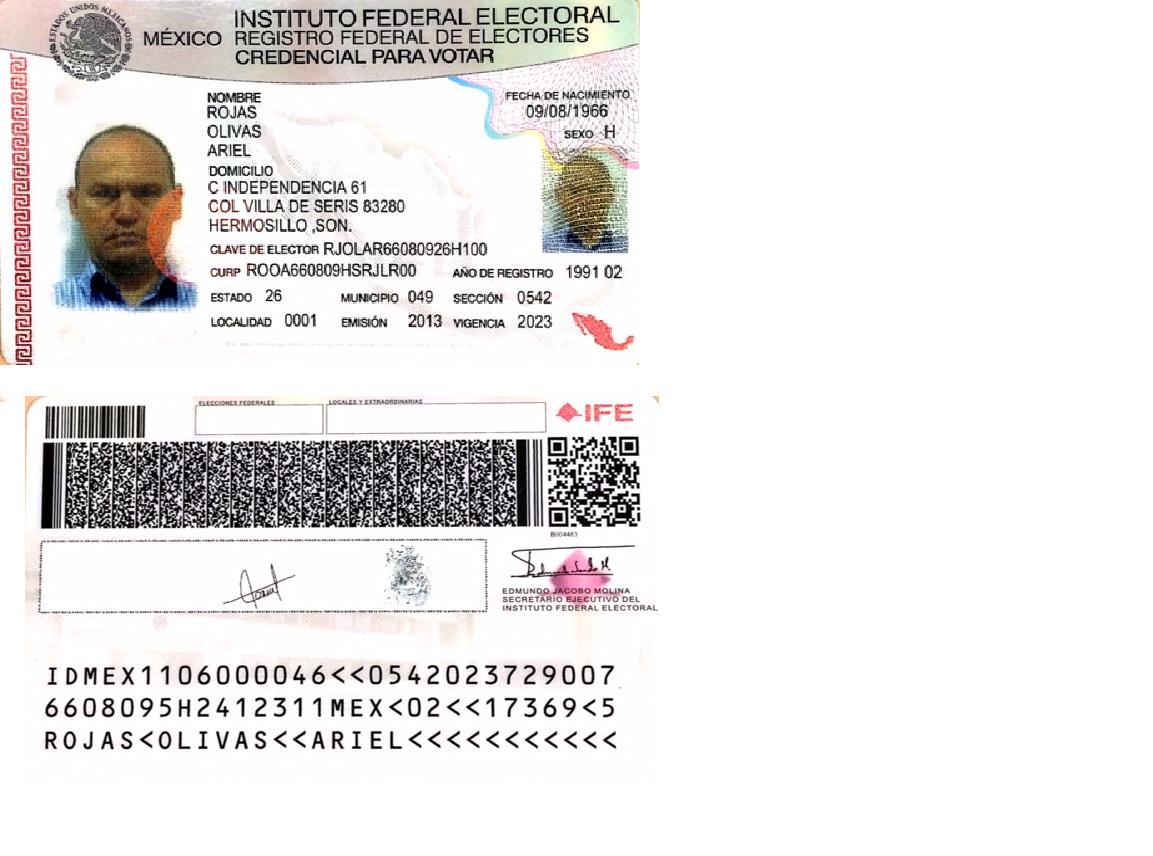 ESTADOS UNIDOS MEXICANOS
INSTITUTO FEDERAL ELECTORAL
MÉXICO REGISTRO FEDERAL DE ELECTORES
CREDENCIAL PARA VOTAR
NOMBRE
ROJAS
OLIVAS
ARIEL
FECHA DE NACIMIENTO
09/08/1966
SEXO H
DOMICILIO
C INDEPENDENCIA 61
COL VILLA DE SERIS 83280
HERMOSILLO ,SON.
CLAVE DE ELECTOR RJOLAR66080926H100
CURP ROOA660809HSRJLR00 AÑO DE REGISTRO 1991 02
ESTADO 26 MUNICIPIO 049 SECCIÓN 0542
LOCALIDAD 0001 EMISIÓN 2013 VIGENCIA 2023
ELECCIONES FEDERALES LOCALES Y EXTRAORDINARIAS
IFE
B004483
EDMUNDO JACOBO MOLINA
SECRETARIO EJECUTIVO DEL
INSTITUTO FEDERAL ELECTORAL
IDMEX1106000046<<0542023729007
6608095H2412311MEX<02<<17369<5
ROJAS<OLIVAS<<ARIEL<<<<<<<<<<<